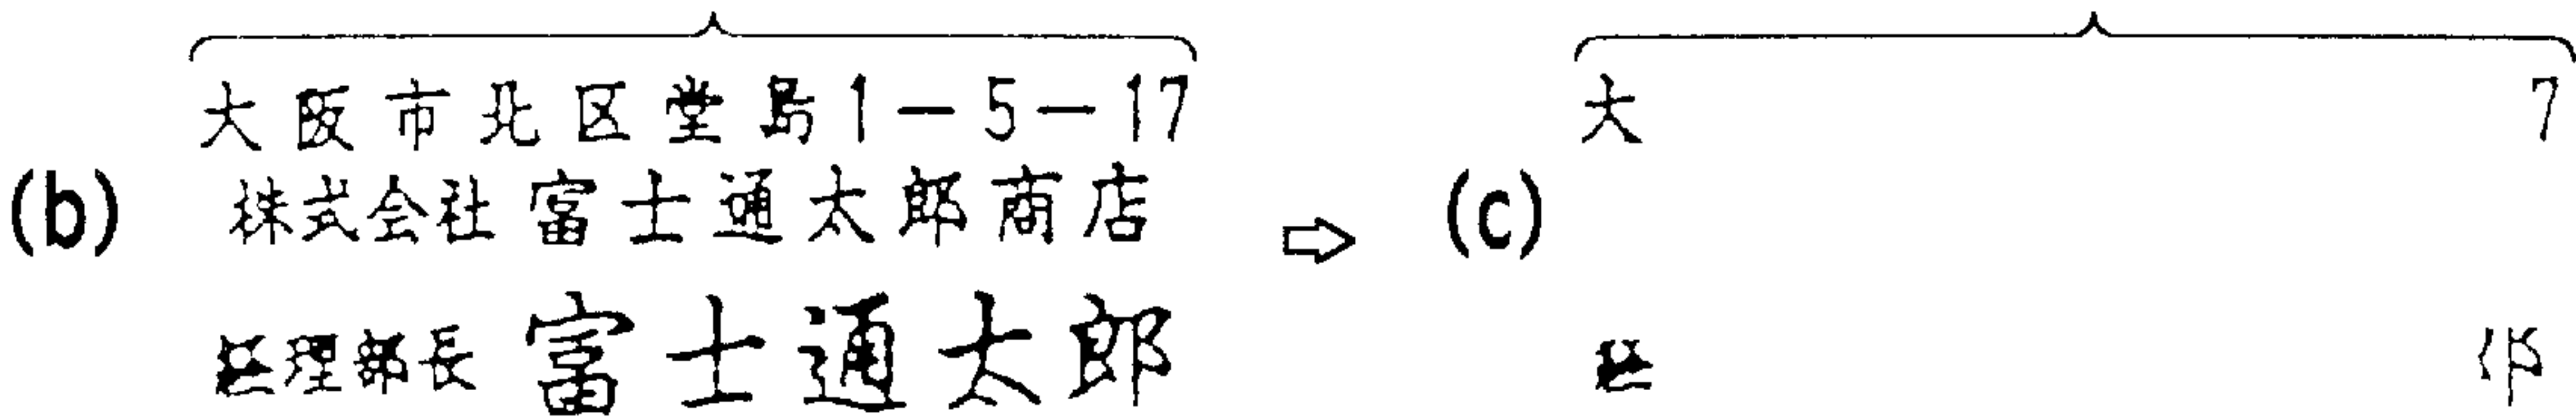 大阪市北区堂島1-5-17
(b) 株式会社富士通太郎商店
理部長 富士通太郎
⇨ (c)
大 7